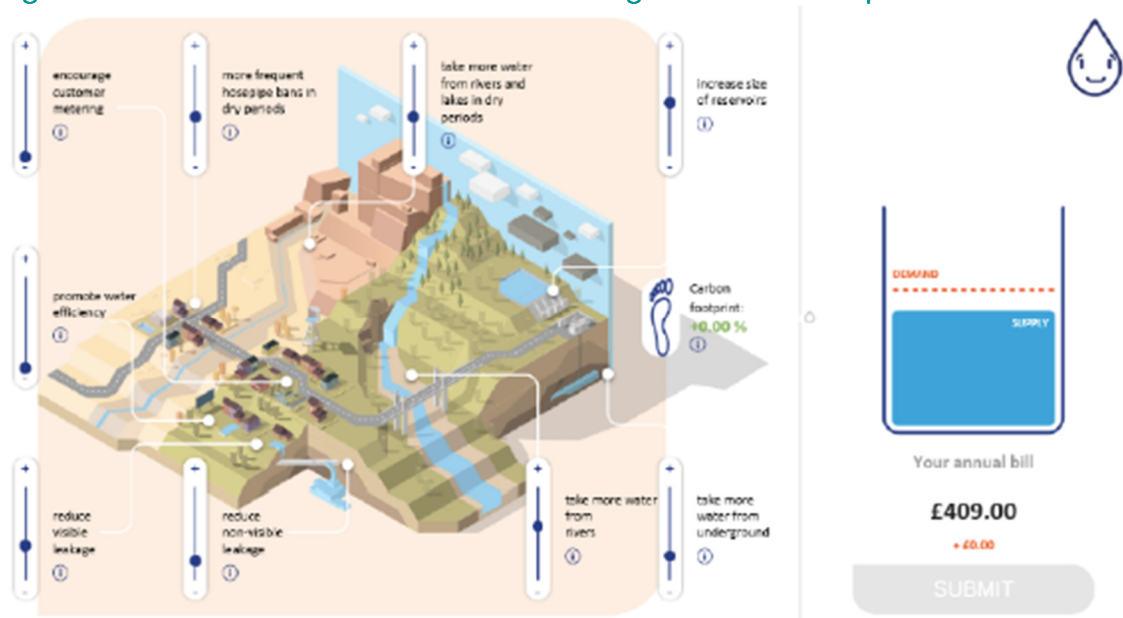 encourage
customer
metering
more frequent
hosepipe bans in
dry periods
take more water
from rivers and
lakes in dry
periods
increase size
of reservoirs
promote water
efficiency
Carbon
footprint:
+0.00 %
reduce
visible
leakage
reduce
non-visible
leakage
take more water
from
rivers
take more
water from
underground
DEMAND
SUPPLY
Your annual bill
£409.00
+ £0.00
SUBMIT